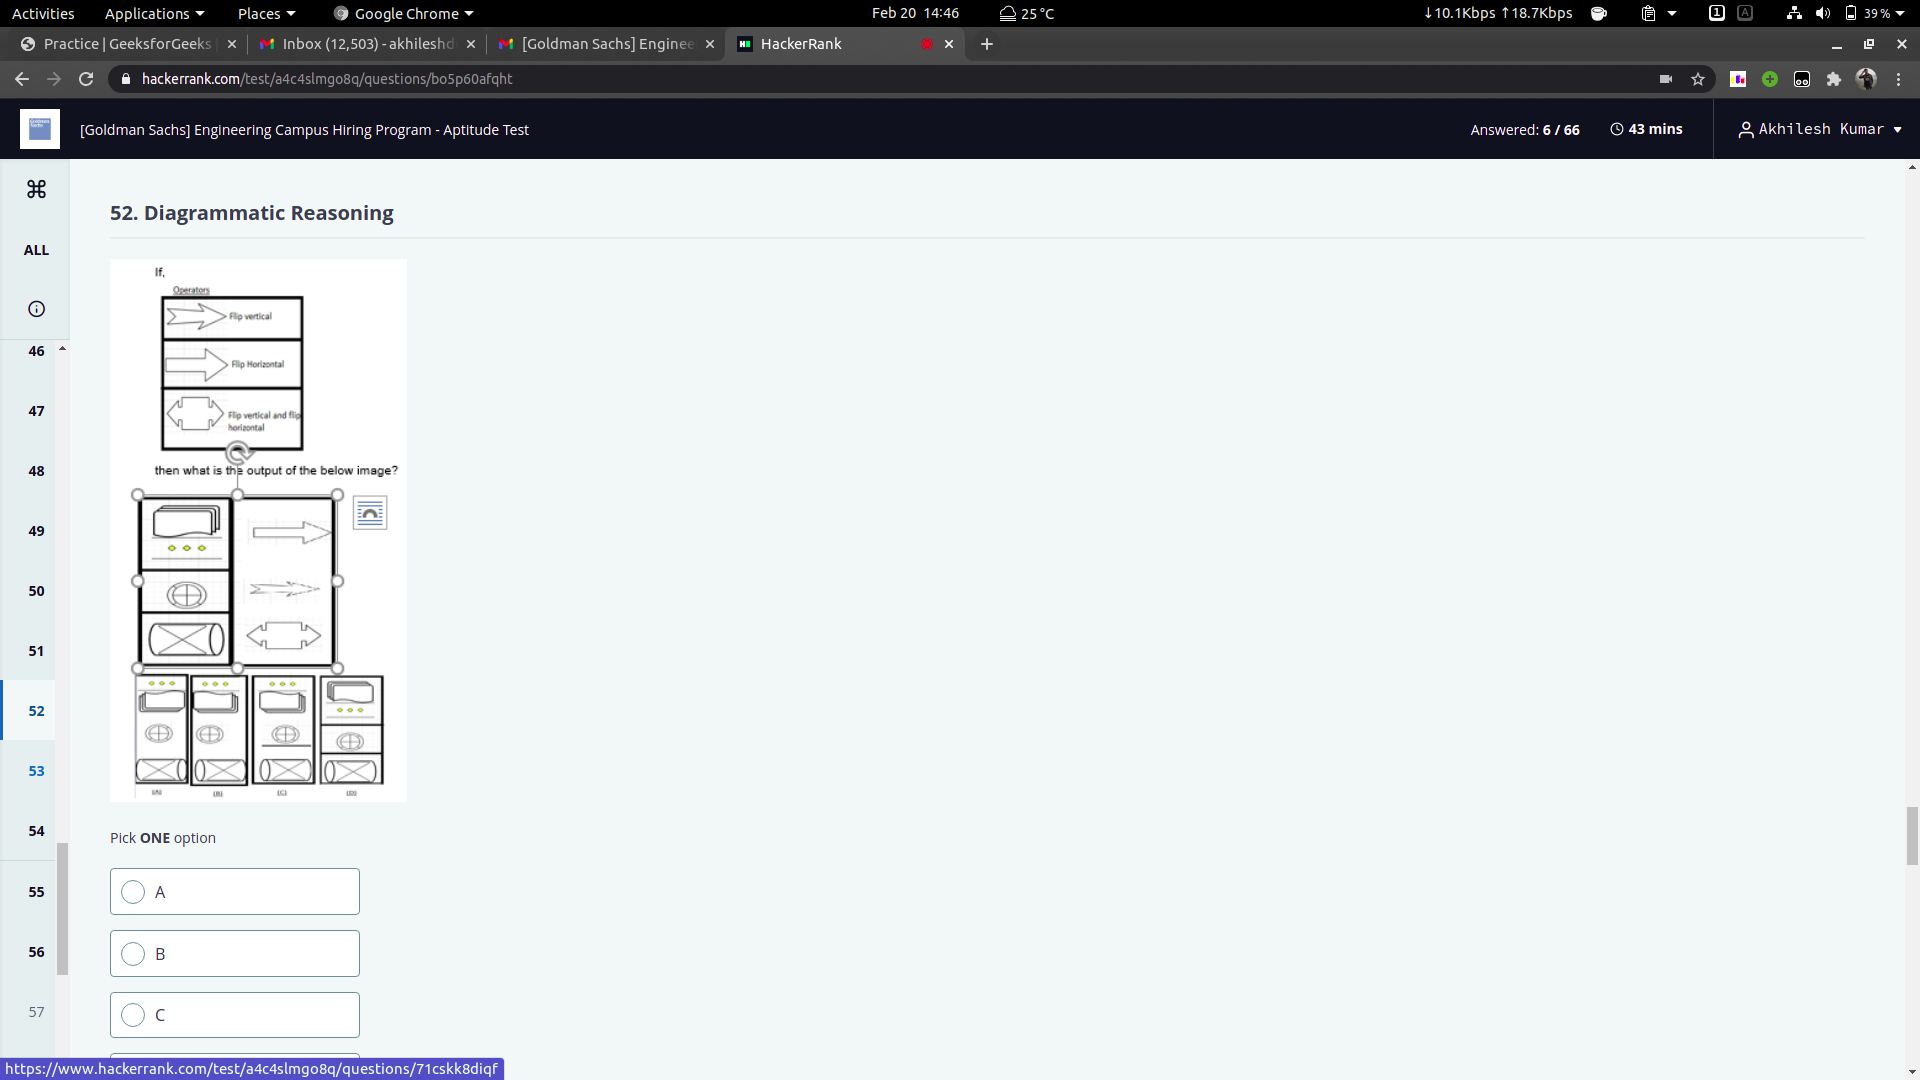 Activities Applications Places Google Chrome Feb 20 14:46 25°C ↓10.1Kbps ↑18.7Kbps 1 A 39%
Practice | GeeksforGeeks Inbox (12,503) - akhileshd [Goldman Sachs] Enginee HackerRank
hackerrank.com/test/a4c4slmgo8q/questions/bo5p60afqht
[Goldman Sachs] Engineering Campus Hiring Program - Aptitude Test Answered: 6 / 66 43 mins Akhilesh Kumar
ALL
46
47
48
49
50
51
52
53
54
55
56
57
52. Diagrammatic Reasoning
If,
Operators
Flip vertical
Flip Horizontal
Flip vertical and flip
horizontal
then what is the output of the below image?
(A) (B) (C) (D)
Pick ONE option
A
B
C
https://www.hackerrank.com/test/a4c4slmgo8q/questions/71cskk8diqf